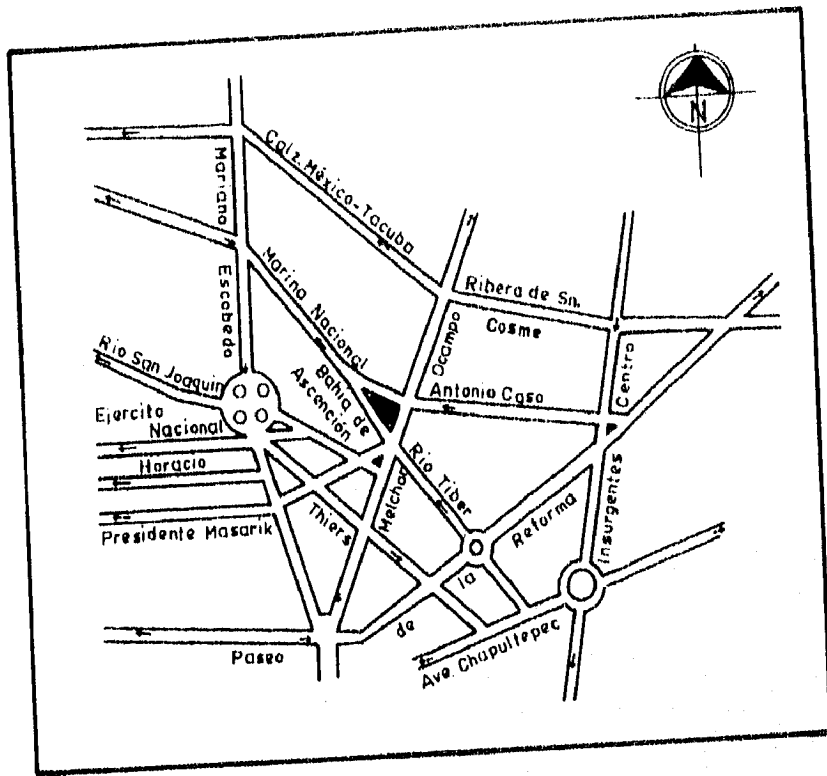 N
Calz. México-Tacuba
Mariano
Escobedo
Marina Nacional
Ribera de Sn.
Cosme
Ocampo
Centro
Rio San Joaquin
Bahia de
Ascención
Antonio Caso
Ejercito
Nacional
Horacio
Rio Tiber
Melchor
Thiers
Presidente Masarik
Reforma
Insurgentes
la
de
Paseo
Ave. Chapultepec